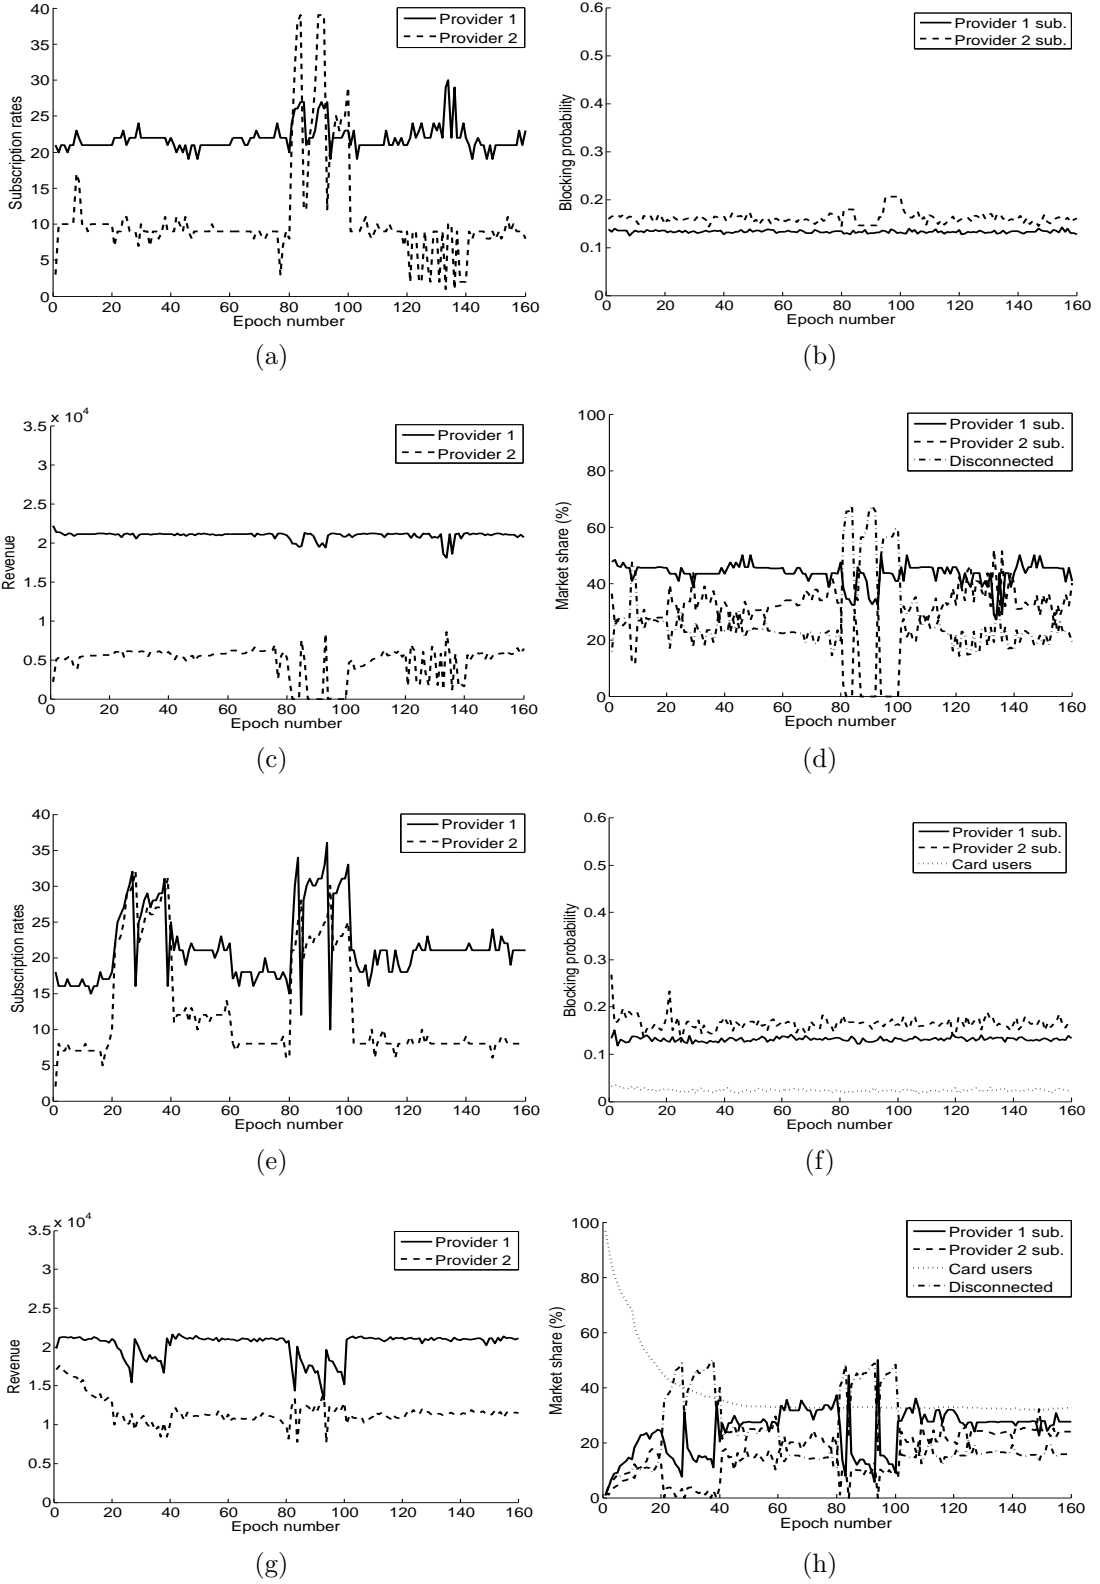 40
35
30
25
20
15
10
5
0
0 20 40 60 80 100 120 140 160
Subscription rates
Epoch number
Provider 1
Provider 2
(a)
0.6
0.5
0.4
0.3
0.2
0.1
0
0 20 40 60 80 100 120 140 160
Blocking probability
Epoch number
Provider 1 sub.
Provider 2 sub.
(b)
x 10^4
3.5
3
2.5
2
1.5
1
0.5
0
0 20 40 60 80 100 120 140 160
Revenue
Epoch number
Provider 1
Provider 2
(c)
100
80
60
40
20
0
0 20 40 60 80 100 120 140 160
Market share (%)
Epoch number
Provider 1 sub.
Provider 2 sub.
Disconnected
(d)
40
35
30
25
20
15
10
5
0
0 20 40 60 80 100 120 140 160
Subscription rates
Epoch number
Provider 1
Provider 2
(e)
0.6
0.5
0.4
0.3
0.2
0.1
0
0 20 40 60 80 100 120 140 160
Blocking probability
Epoch number
Provider 1 sub.
Provider 2 sub.
Card users
(f)
x 10^4
3.5
3
2.5
2
1.5
1
0.5
0
0 20 40 60 80 100 120 140 160
Revenue
Epoch number
Provider 1
Provider 2
(g)
100
80
60
40
20
0
0 20 40 60 80 100 120 140 160
Market share (%)
Epoch number
Provider 1 sub.
Provider 2 sub.
Card users
Disconnected
(h)